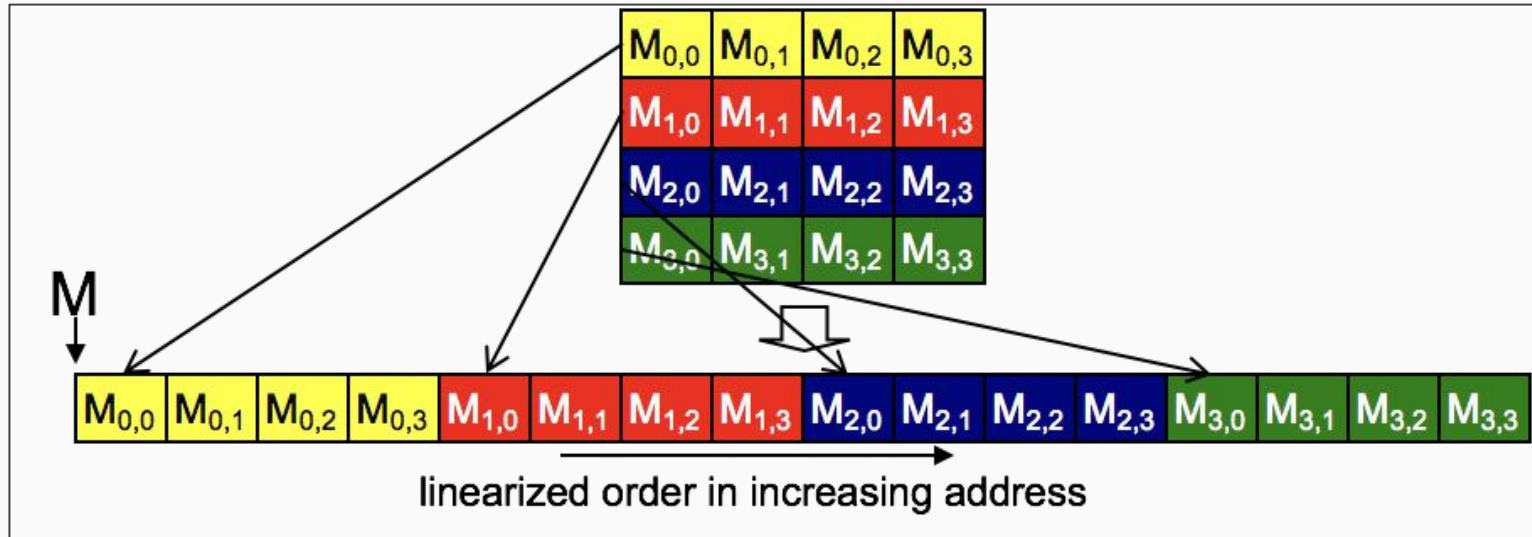 M0,0 M0,1 M0,2 M0,3
M1,0 M1,1 M1,2 M1,3
M2,0 M2,1 M2,2 M2,3
M3,0 M3,1 M3,2 M3,3
M
M0,0 M0,1 M0,2 M0,3 M1,0 M1,1 M1,2 M1,3 M2,0 M2,1 M2,2 M2,3 M3,0 M3,1 M3,2 M3,3
linearized order in increasing address